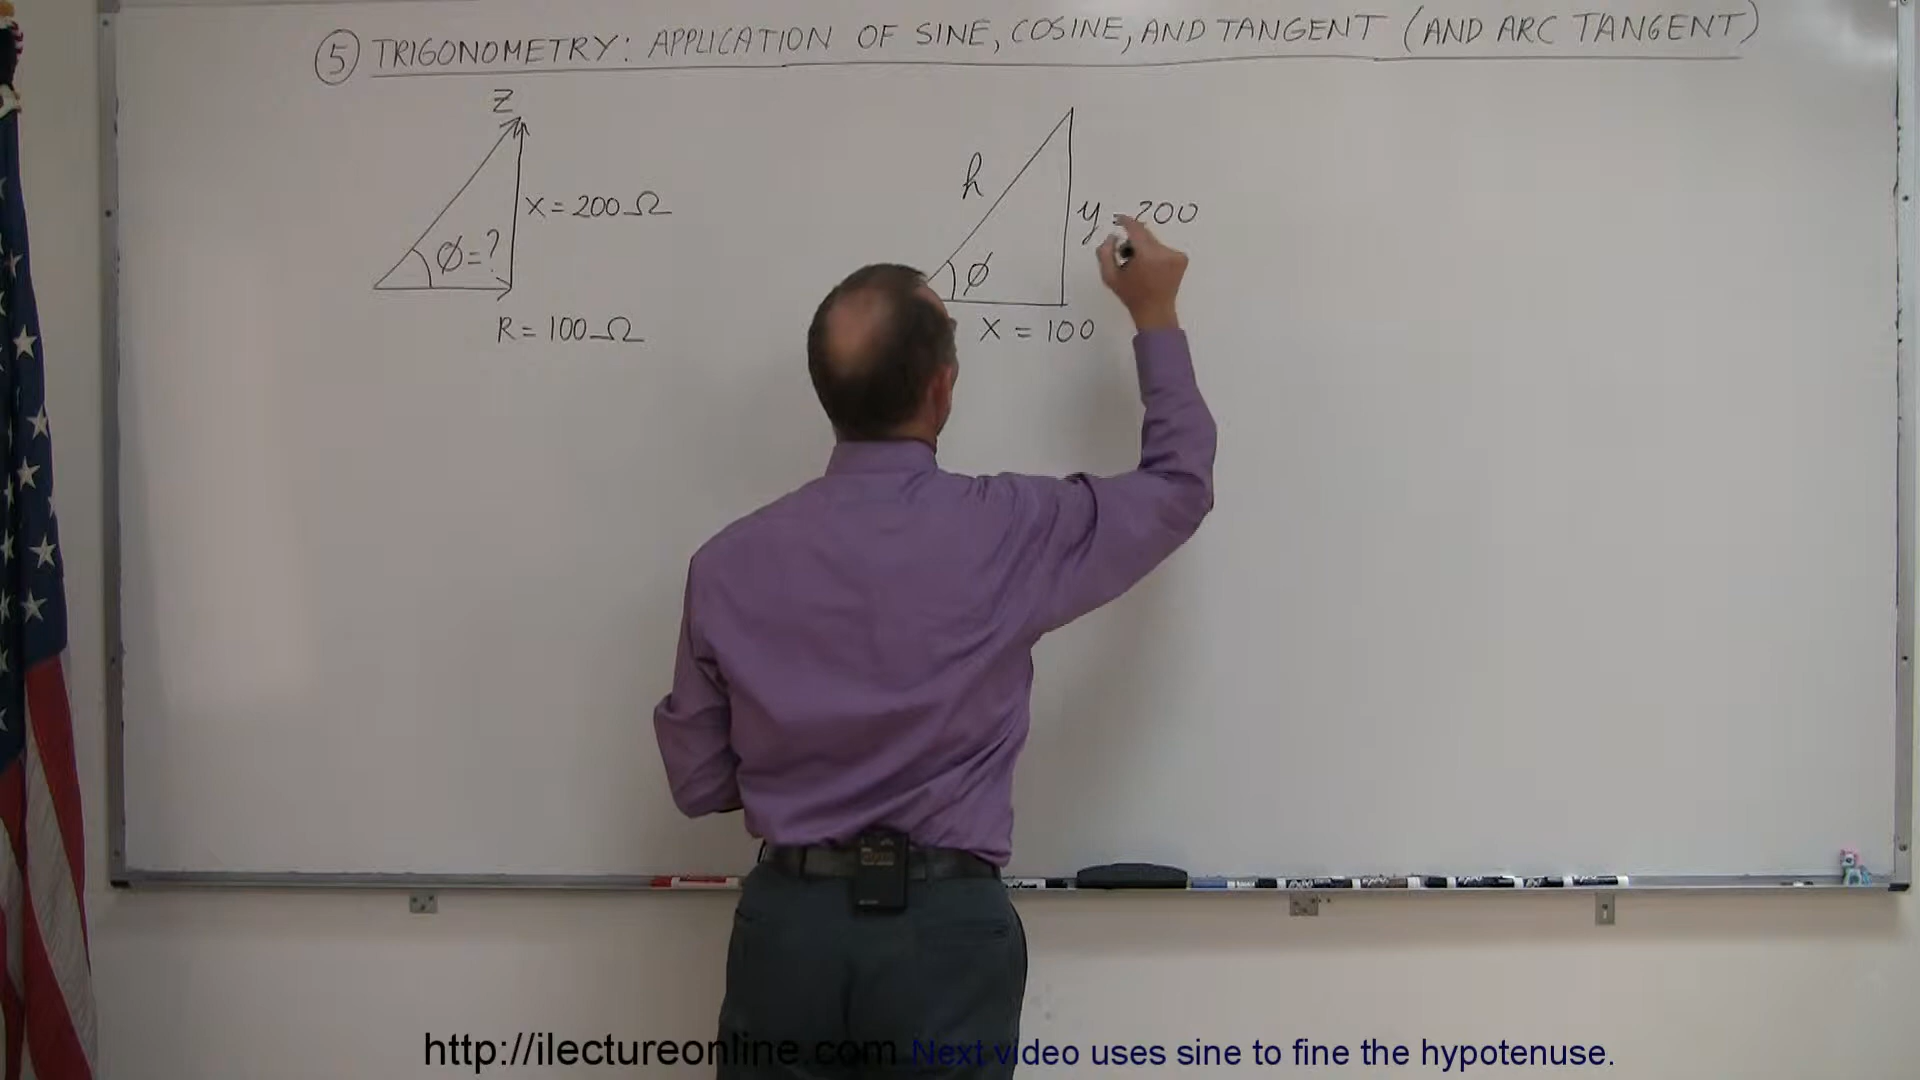 ⑤ TRIGONOMETRY: APPLICATION OF SINE, COSINE, AND TANGENT (AND ARC TANGENT)
Z
X = 200 Ω
ϕ = ?
R = 100 Ω
h
y = 200
ϕ
X = 100
http://ilectureonline.com Next video uses sine to fine the hypotenuse.